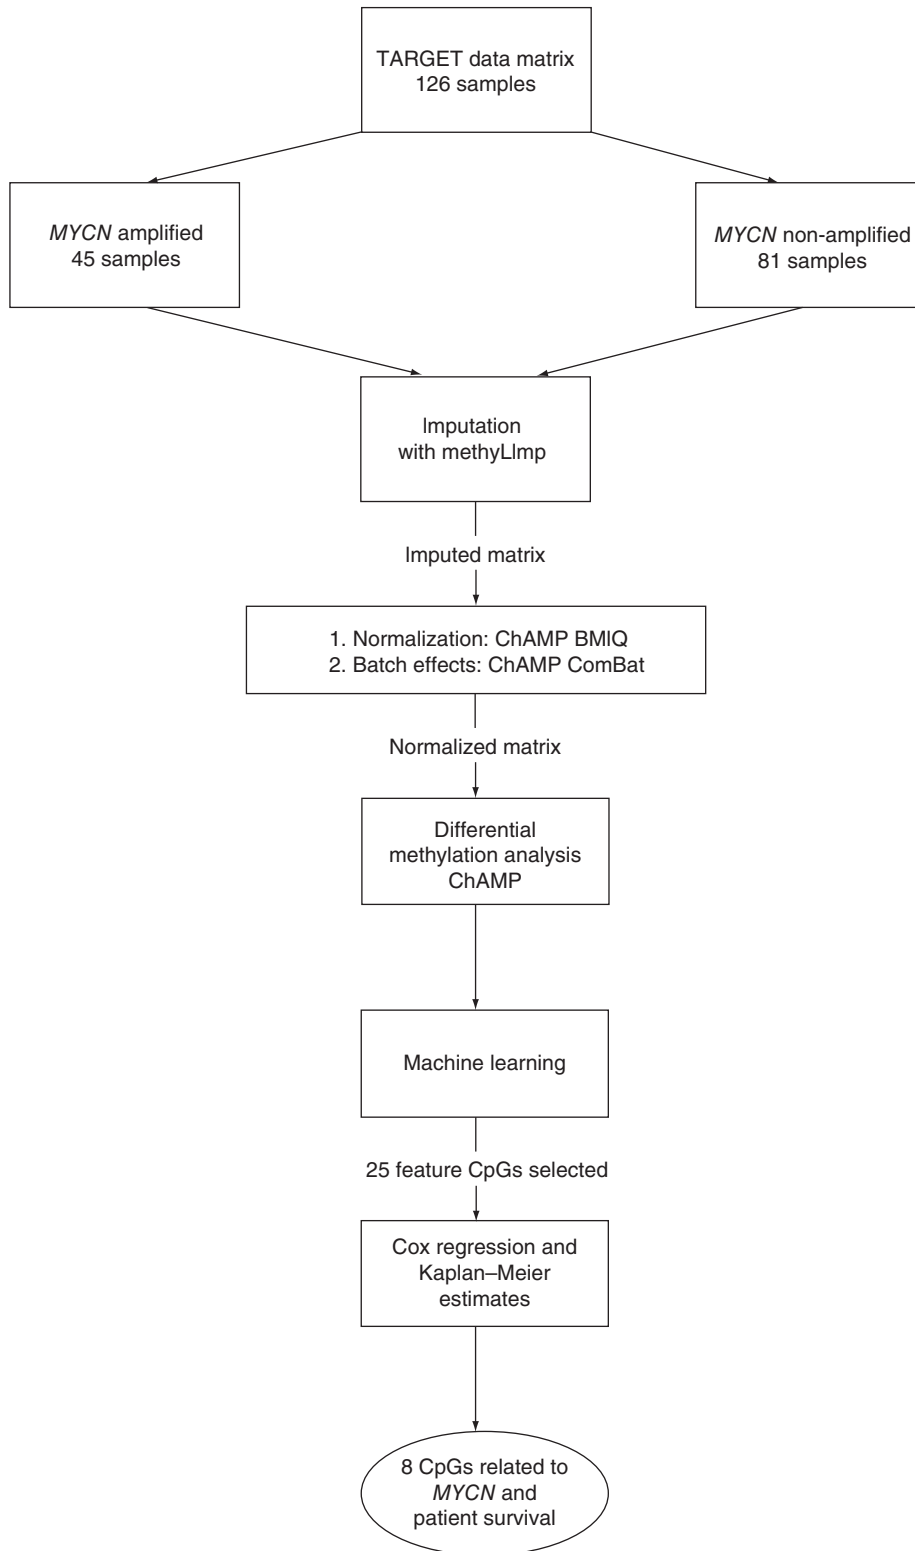 TARGET data matrix
126 samples
MYCN amplified
45 samples
MYCN non-amplified
81 samples
Imputation
with methyLImp
Imputed matrix
1. Normalization: ChAMP BMIQ
2. Batch effects: ChAMP ComBat
Normalized matrix
Differential
methylation analysis
ChAMP
Machine learning
25 feature CpGs selected
Cox regression and
Kaplan–Meier
estimates
8 CpGs related to
MYCN and
patient survival